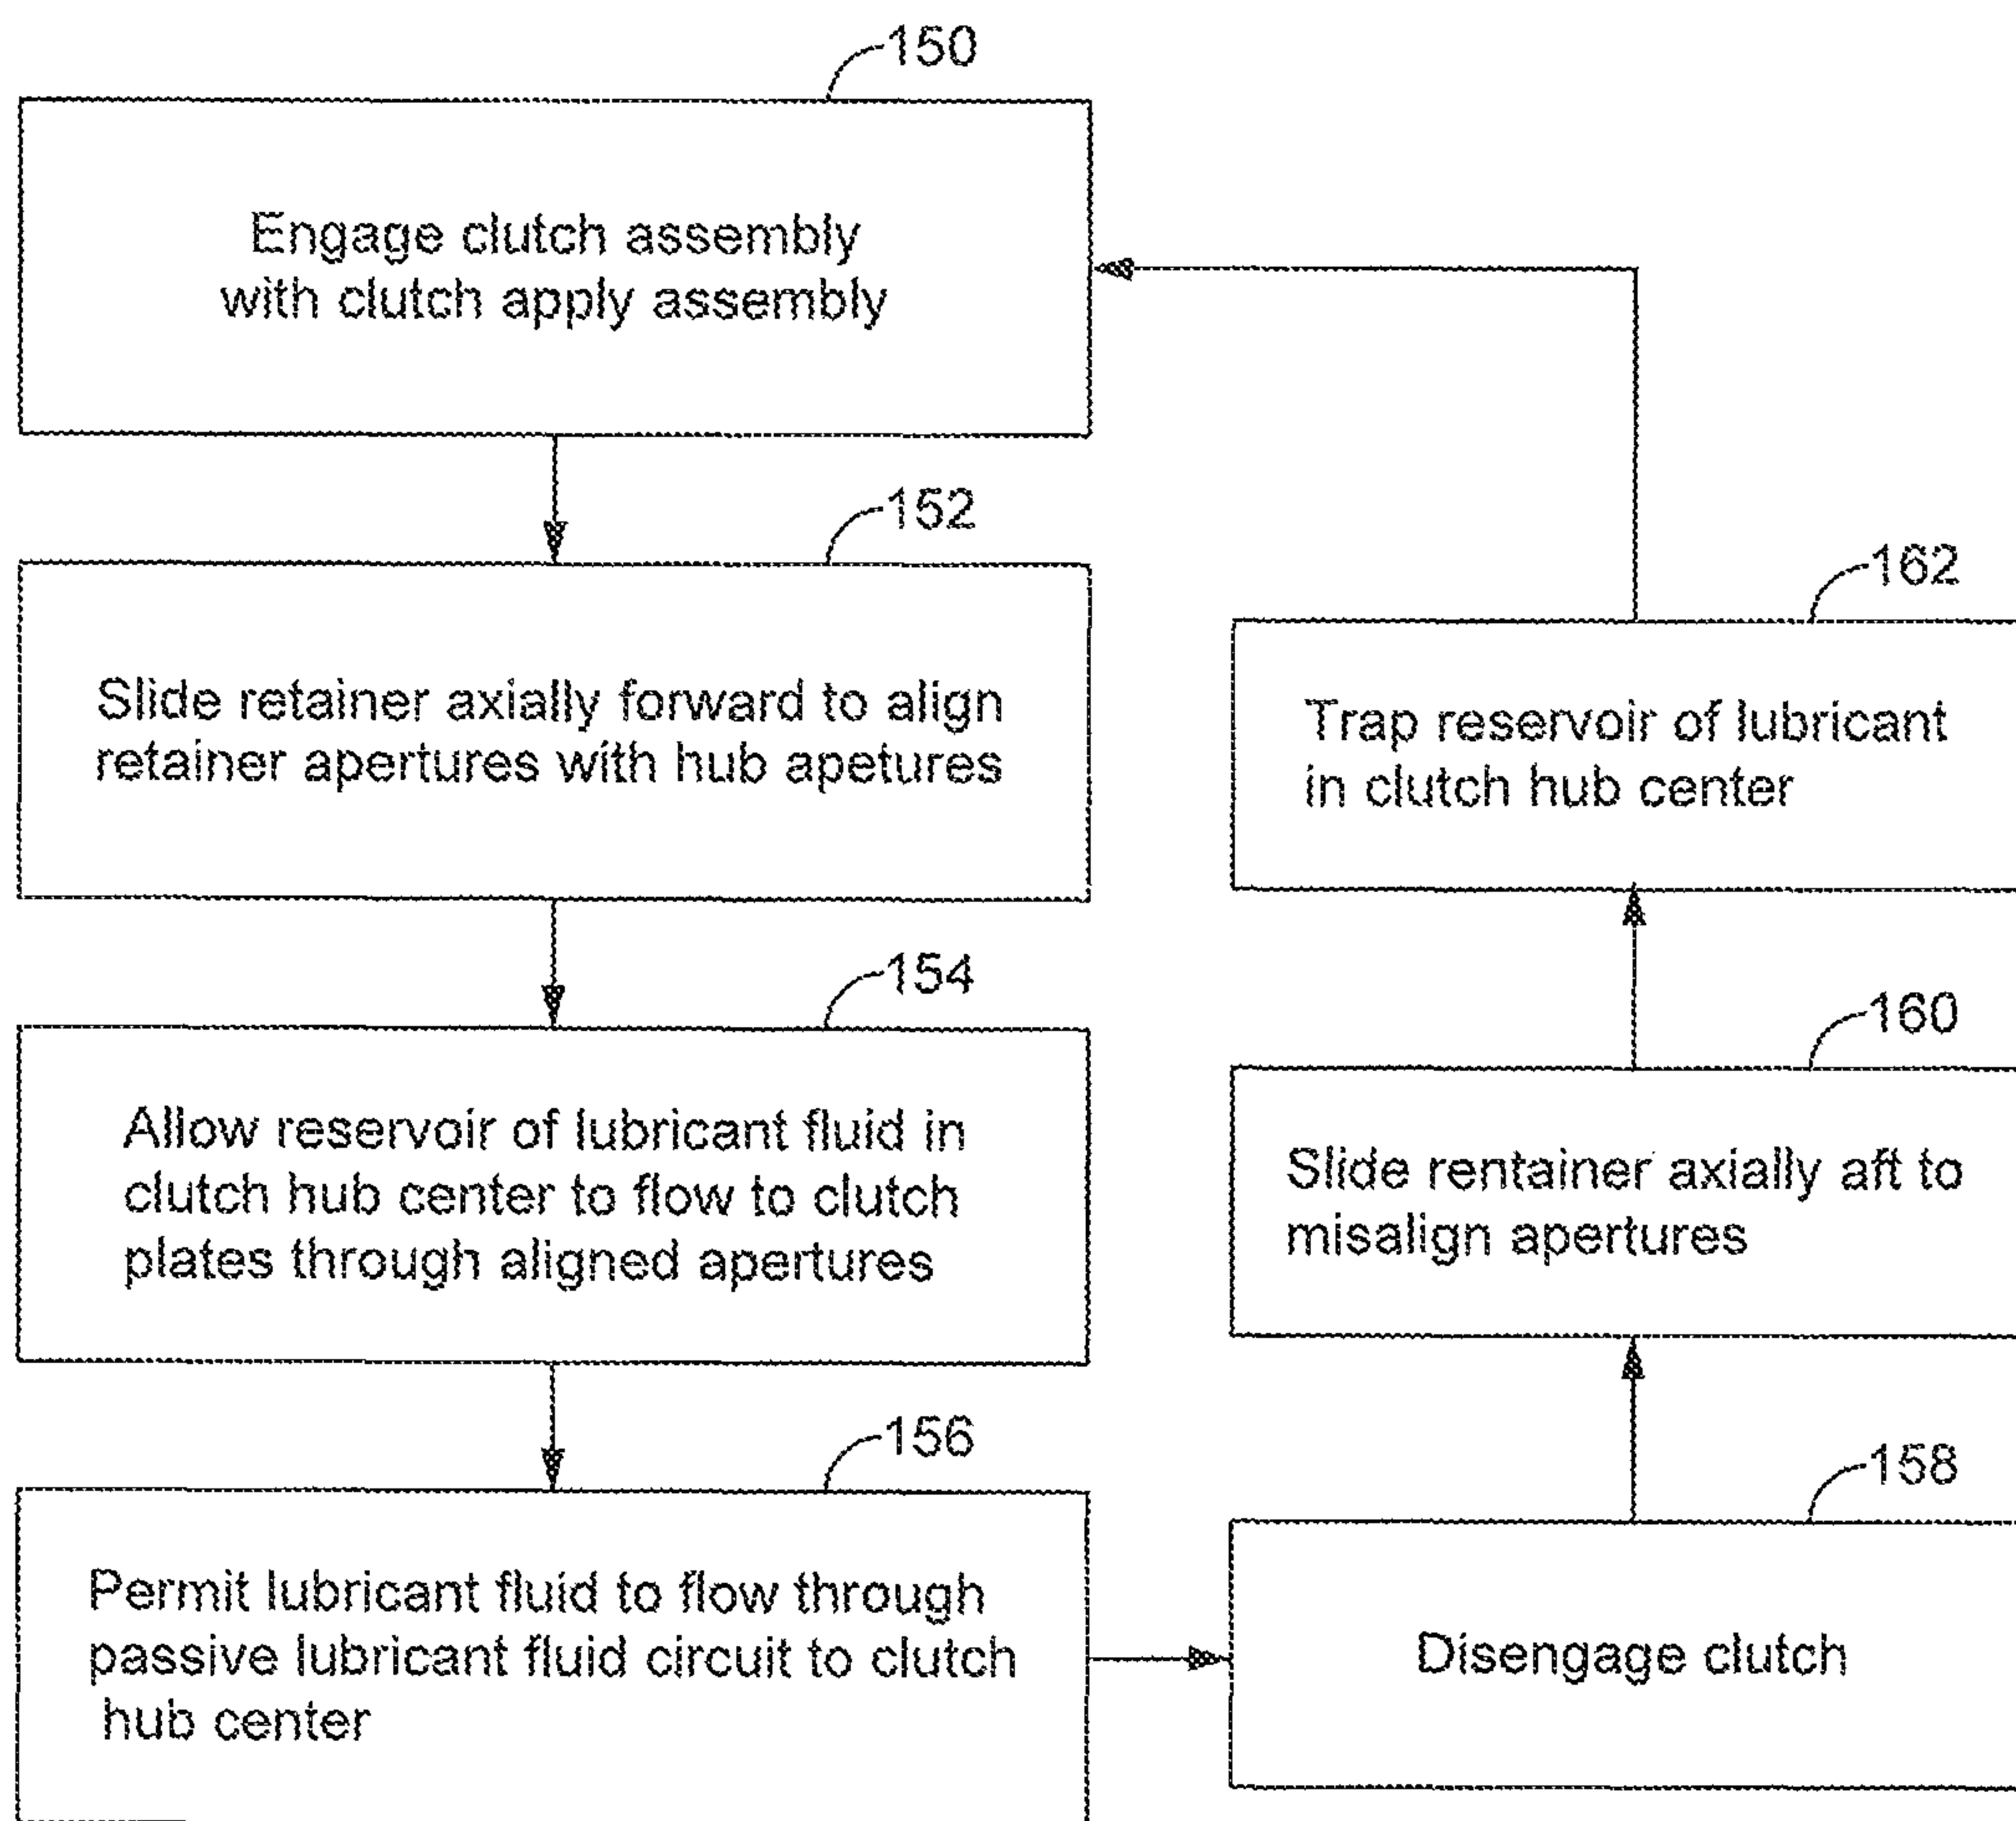 150
Engage clutch assembly
with clutch apply assembly
152
Slide retainer axially forward to align
retainer apertures with hub apetures
154
Allow reservoir of lubricant fluid in
clutch hub center to flow to clutch
plates through aligned apertures
156
Permit lubricant fluid to flow through
passive lubricant fluid circuit to clutch
hub center
158
Disengage clutch
160
Slide rentainer axially aft to
misalign apertures
162
Trap reservoir of lubricant
in clutch hub center